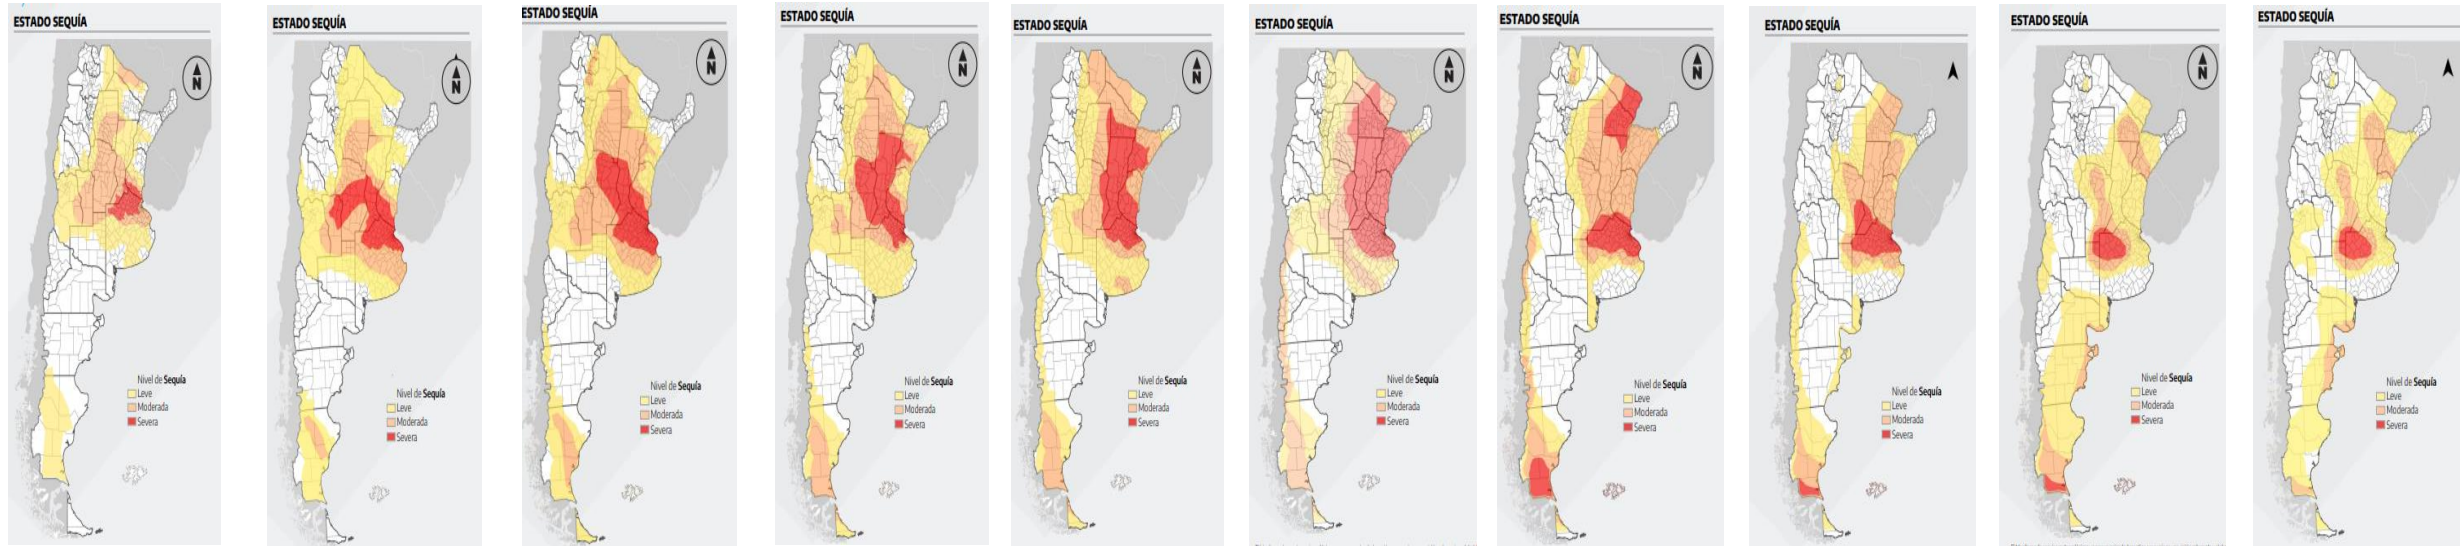 ESTADO SEQUÍA
N
Nivel de Sequía
Leve
Moderada
Severa
ESTADO SEQUÍA
N
Nivel de Sequía
Leve
Moderada
Severa
ESTADO SEQUÍA
N
Nivel de Sequía
Leve
Moderada
Severa
ESTADO SEQUÍA
N
Nivel de Sequía
Leve
Moderada
Severa
ESTADO SEQUÍA
N
Nivel de Sequía
Leve
Moderada
Severa
ESTADO SEQUÍA
N
Nivel de Sequía
Leve
Moderada
Severa
ESTADO SEQUÍA
N
Nivel de Sequía
Leve
Moderada
Severa
ESTADO SEQUÍA
Nivel de Sequía
Leve
Moderada
Severa
ESTADO SEQUÍA
N
Nivel de Sequía
Leve
Moderada
Severa
ESTADO SEQUÍA
Nivel de Sequía
Leve
Moderada
Severa